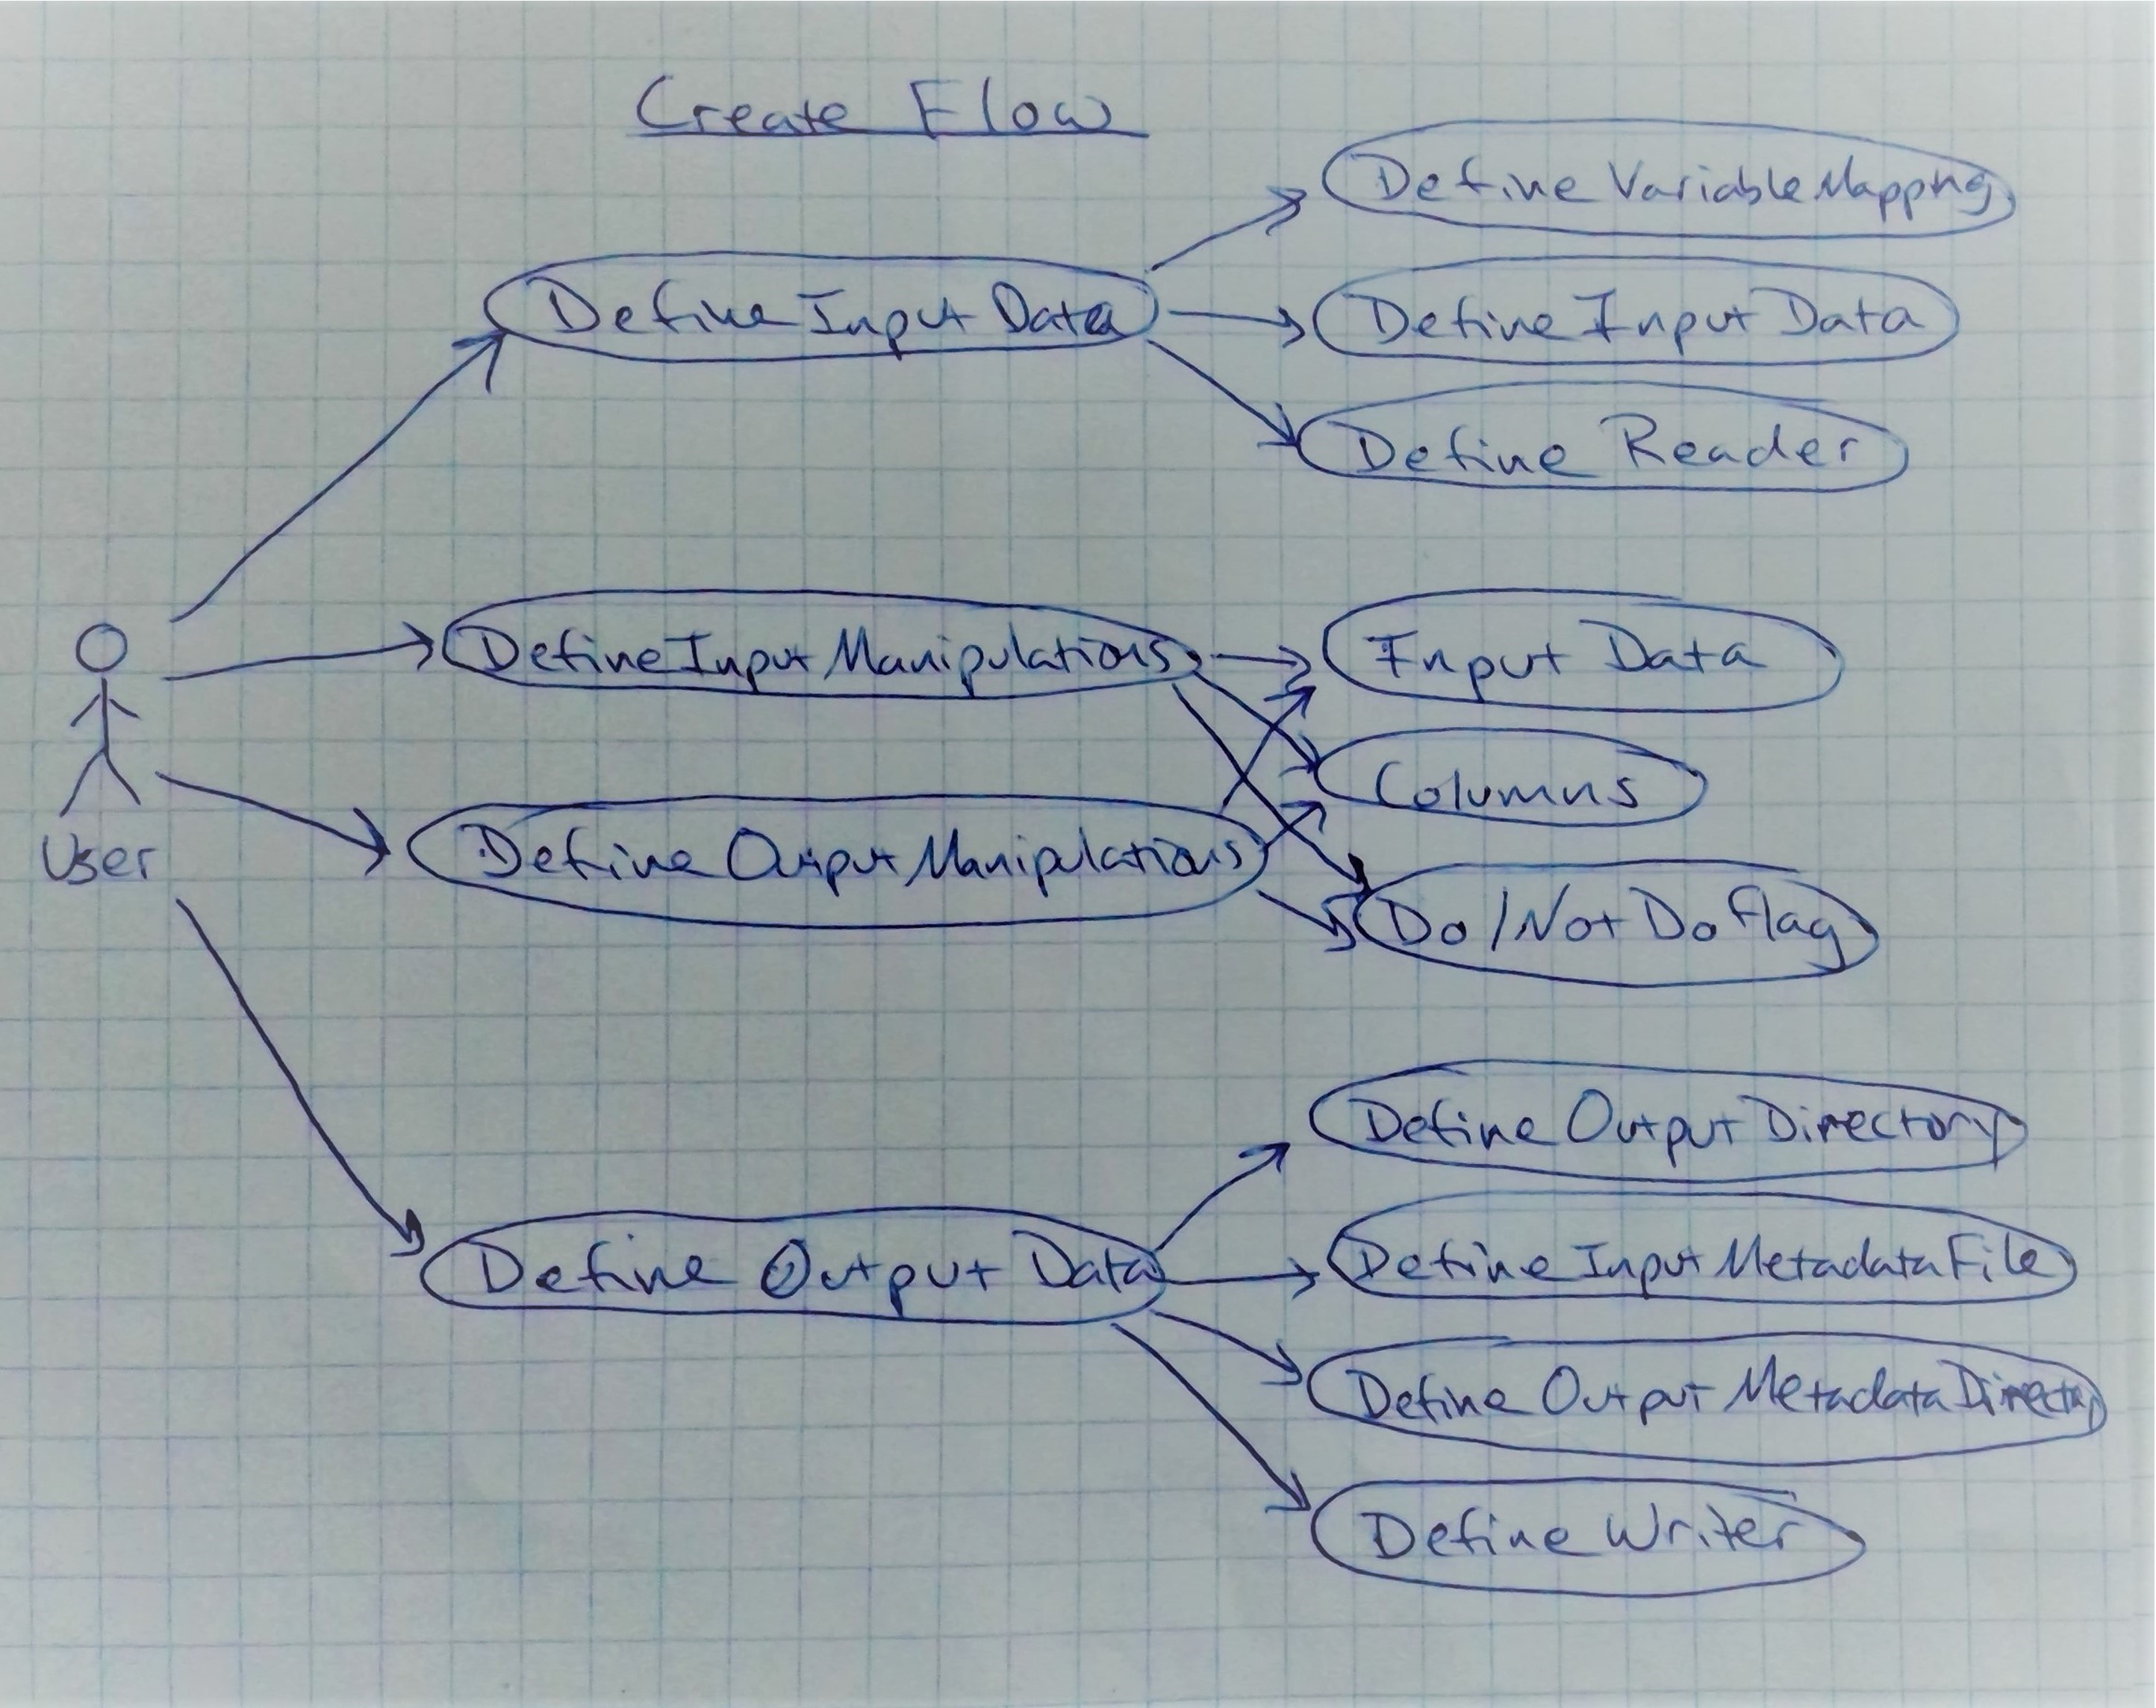 Create Flow
Define Variable Mapping
Define Input Data
Define Input Data
Define Reader
User
Define Input Manipulations
Input Data
Columns
Define Output Manipulations
Do/Not Do Flag
Define Output Directory
Define Output Data
Define Input Metadata File
Define Output Metadata Directory
Define Writer